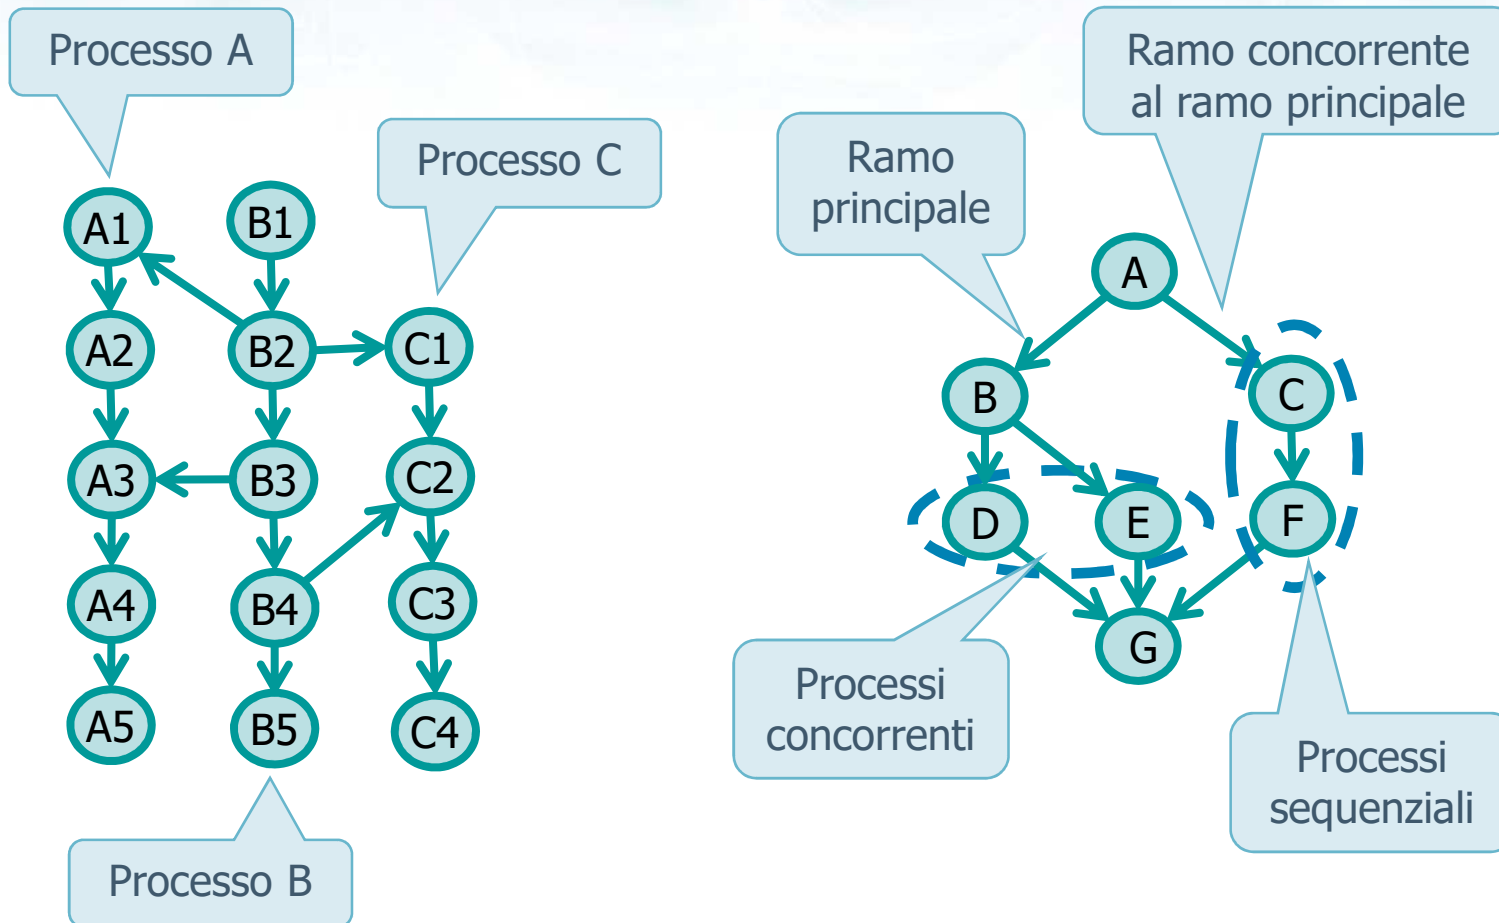 Processo A
Processo C
A1
B1
A2
B2
C1
A3
B3
C2
A4
B4
C3
A5
B5
C4
Processo B
Ramo concorrente
al ramo principale
Ramo
principale
A
B
C
D
E
F
G
Processi
concorrenti
Processi
sequenziali